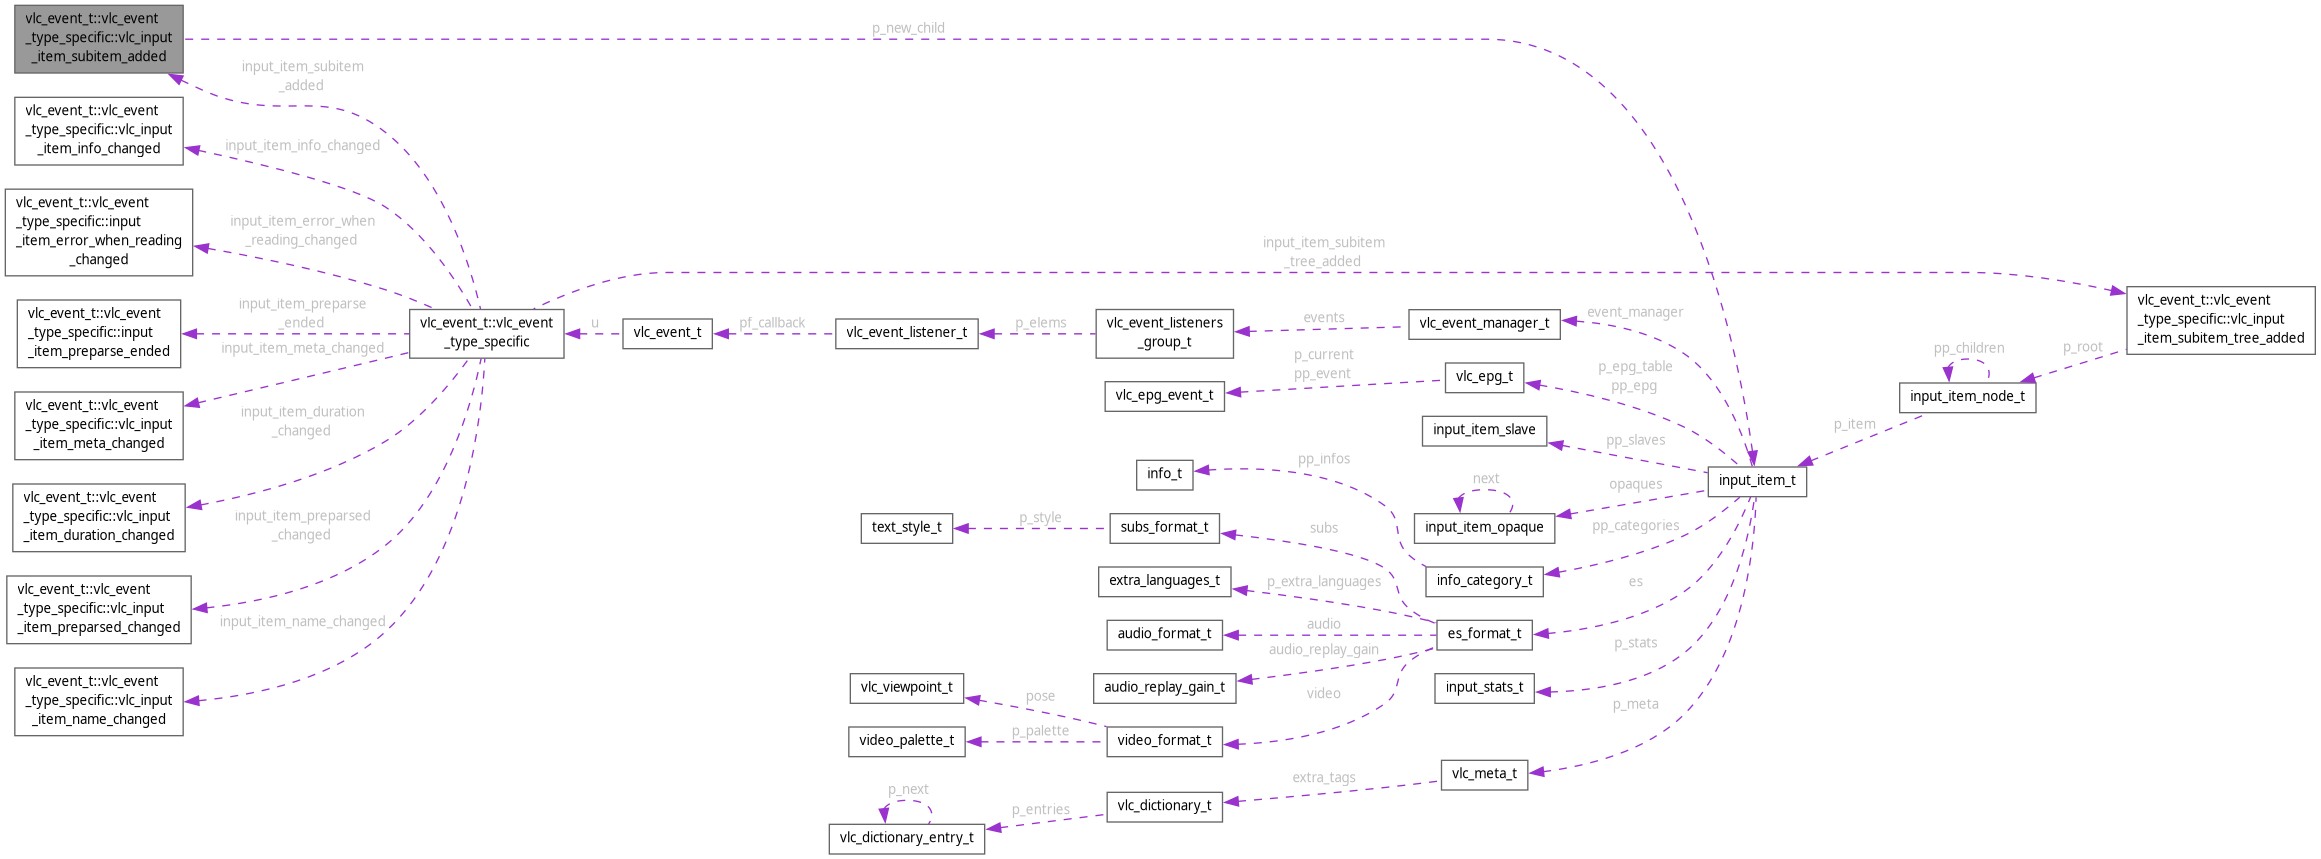 vlc_event_t::vlc_event
_type_specific::vlc_input
_item_subitem_added
p_new_child
input_item_subitem
_added
vlc_event_t::vlc_event
_type_specific::vlc_input
_item_info_changed
input_item_info_changed
vlc_event_t::vlc_event
_type_specific::input
_item_error_when_reading
_changed
input_item_error_when
_reading_changed
vlc_event_t::vlc_event
_type_specific::input
_item_preparse_ended
input_item_preparse
_ended
vlc_event_t::vlc_event
_type_specific::vlc_input
_item_meta_changed
input_item_meta_changed
vlc_event_t::vlc_event
_type_specific::vlc_input
_item_duration_changed
input_item_duration
_changed
vlc_event_t::vlc_event
_type_specific::vlc_input
_item_preparsed_changed
input_item_preparsed
_changed
vlc_event_t::vlc_event
_type_specific::vlc_input
_item_name_changed
input_item_name_changed
vlc_event_t::vlc_event
_type_specific
u
vlc_event_t
pf_callback
vlc_event_listener_t
p_elems
vlc_event_listeners
_group_t
events
vlc_event_manager_t
event_manager
input_item_subitem
_tree_added
vlc_event_t::vlc_event
_type_specific::vlc_input
_item_subitem_tree_added
p_root
pp_children
input_item_node_t
p_item
input_item_t
vlc_epg_event_t
p_current
pp_event
vlc_epg_t
p_epg_table
pp_epg
input_item_slave
pp_slaves
info_t
pp_infos
next
input_item_opaque
opaques
info_category_t
pp_categories
text_style_t
p_style
subs_format_t
subs
extra_languages_t
p_extra_languages
audio_format_t
audio
audio_replay_gain_t
audio_replay_gain
es_format_t
es
vlc_viewpoint_t
pose
video_palette_t
p_palette
video_format_t
video
input_stats_t
p_stats
vlc_meta_t
p_meta
extra_tags
vlc_dictionary_t
p_entries
p_next
vlc_dictionary_entry_t